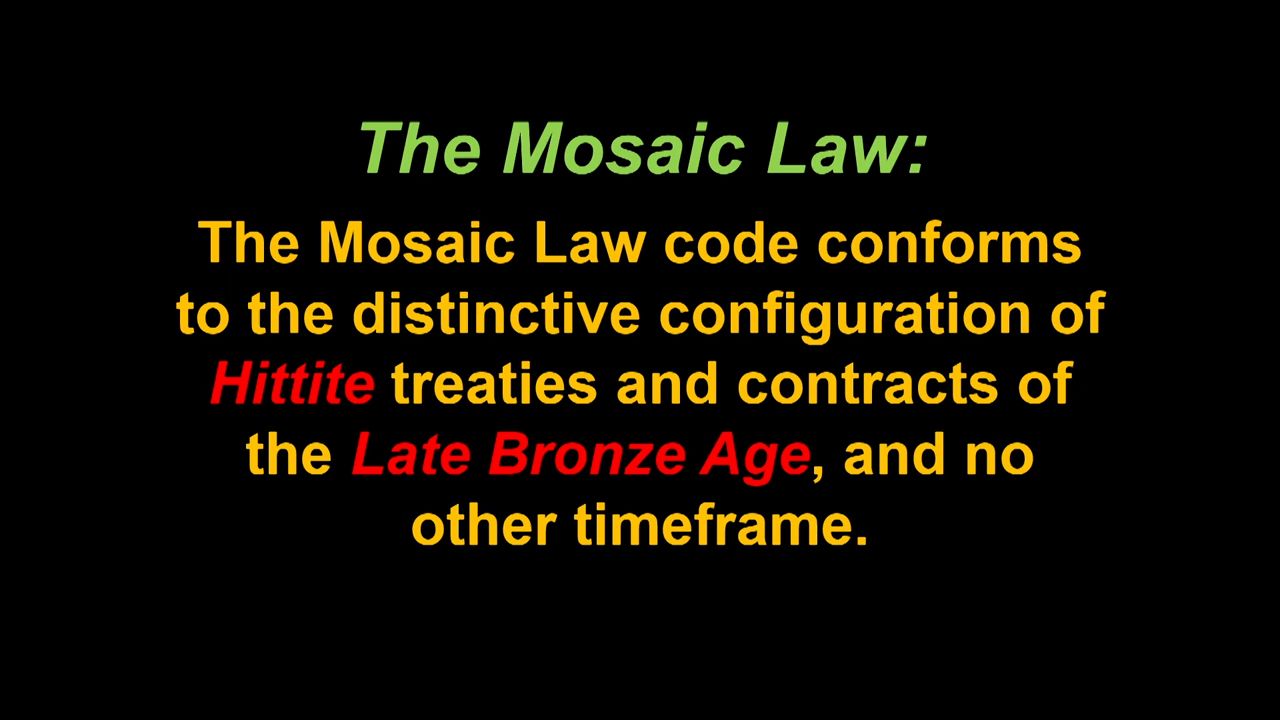 The Mosaic Law:
The Mosaic Law code conforms
to the distinctive configuration of
Hittite treaties and contracts of
the Late Bronze Age, and no
other timeframe.